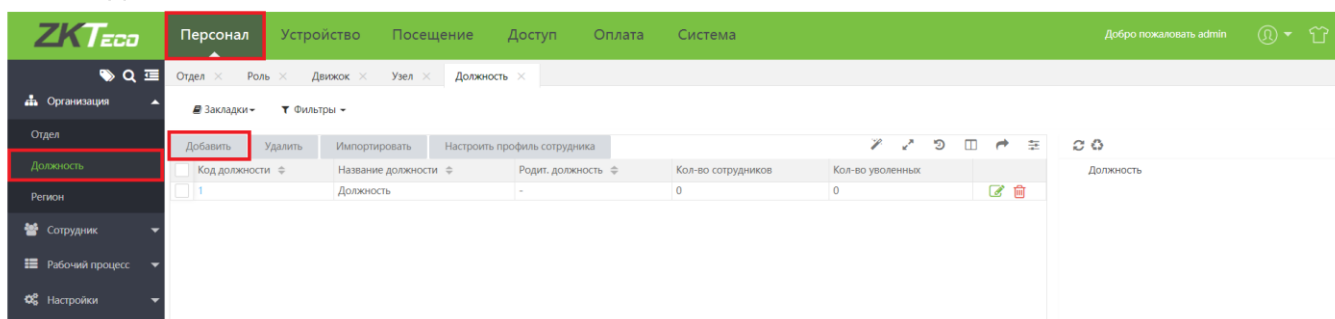 ZKTeco Персонал Устройство Посещение Доступ Оплата Система Добро пожаловать admin
Отдел Роль Движок Узел Должность
Организация
Закладки Фильтры
Отдел
Добавить Удалить Импортировать Настроить профиль сотрудника
Должность
Код должности Название должности Родит. должность Кол-во сотрудников Кол-во уволенных
Должность
1 Должность - 0 0
Регион
Сотрудник
Рабочий процесс
Настройки